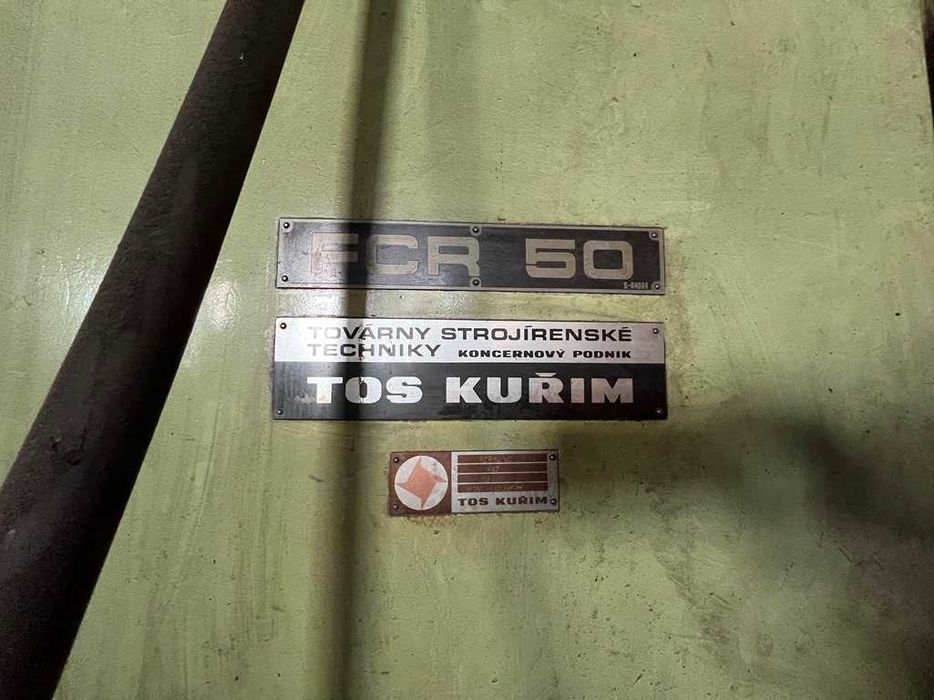 FCR 50
TOVÁRNY STROJÍRENSKÉ
TECHNIKY KONCERNOVÝ PODNIK
TOS KUŘIM
TOS KUŘIM